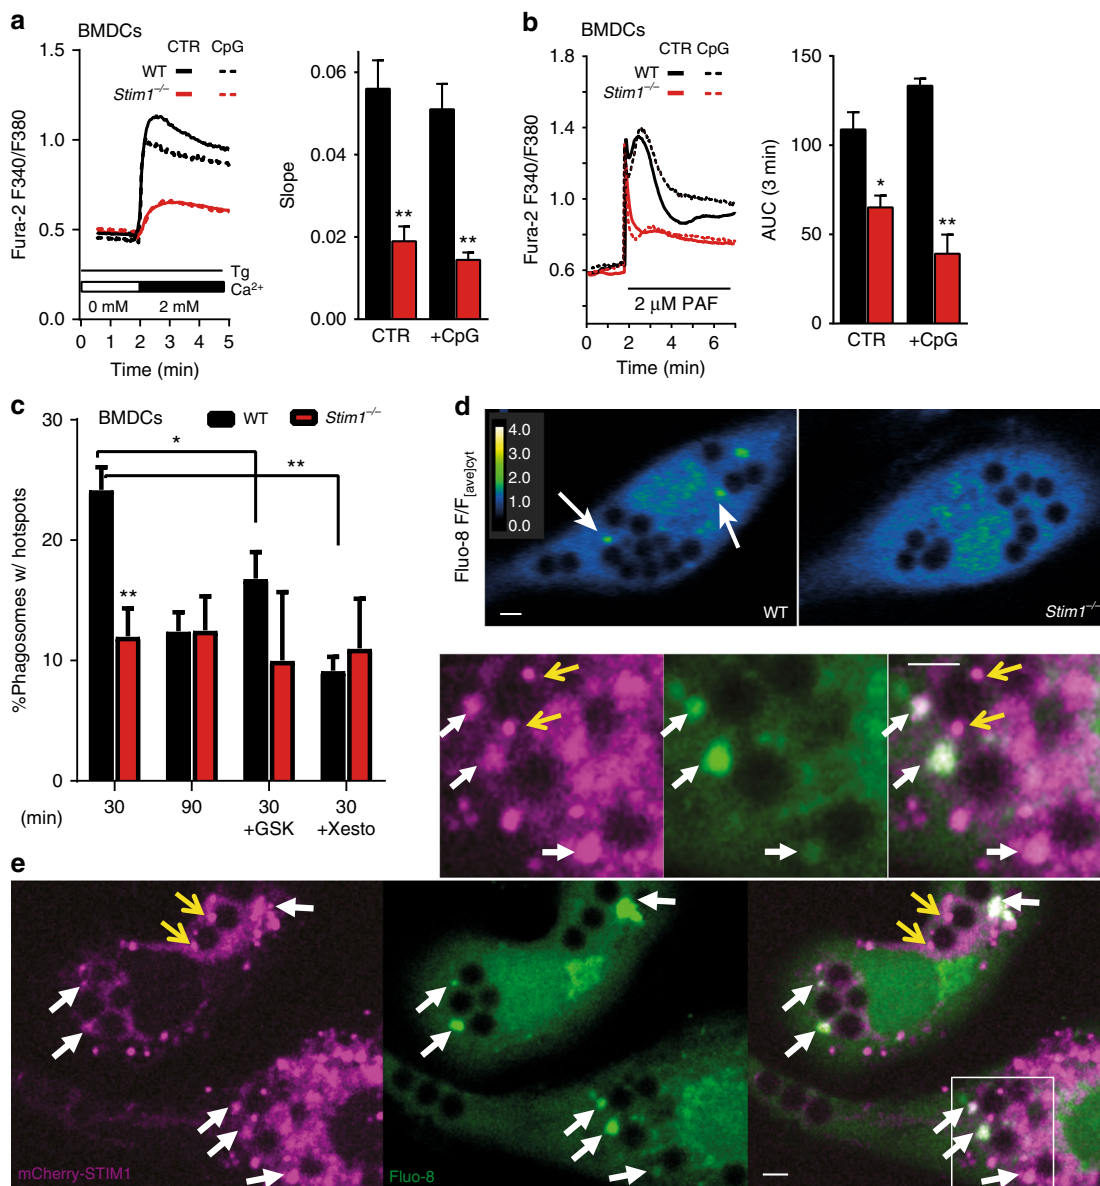 a
BMDCs
CTR CpG
WT
Stim1−/−
Fura-2 F340/F380
1.5
1.0
0.5
0.0
Tg
Ca2+
0 mM 2 mM
0 1 2 3 4 5
Time (min)
Slope
0.06
0.04
0.02
0.00
**
**
CTR +CpG
b
BMDCs
CTR CpG
WT
Stim1−/−
Fura-2 F340/F380
1.8
1.4
1.0
0.6
2 μM PAF
0 2 4 6
Time (min)
AUC (3 min)
150
100
50
0
*
**
CTR +CpG
c
BMDCs
WT Stim1−/−
%Phagosomes w/ hotspots
30
20
10
0
*
**
**
(min) 30 90 30 30
+GSK +Xesto
d
Fluo-8 F/F[ave]cyt
4.0
3.0
2.0
1.0
0.0
WT
Stim1−/−
e
mCherry-STIM1
Fluo-8